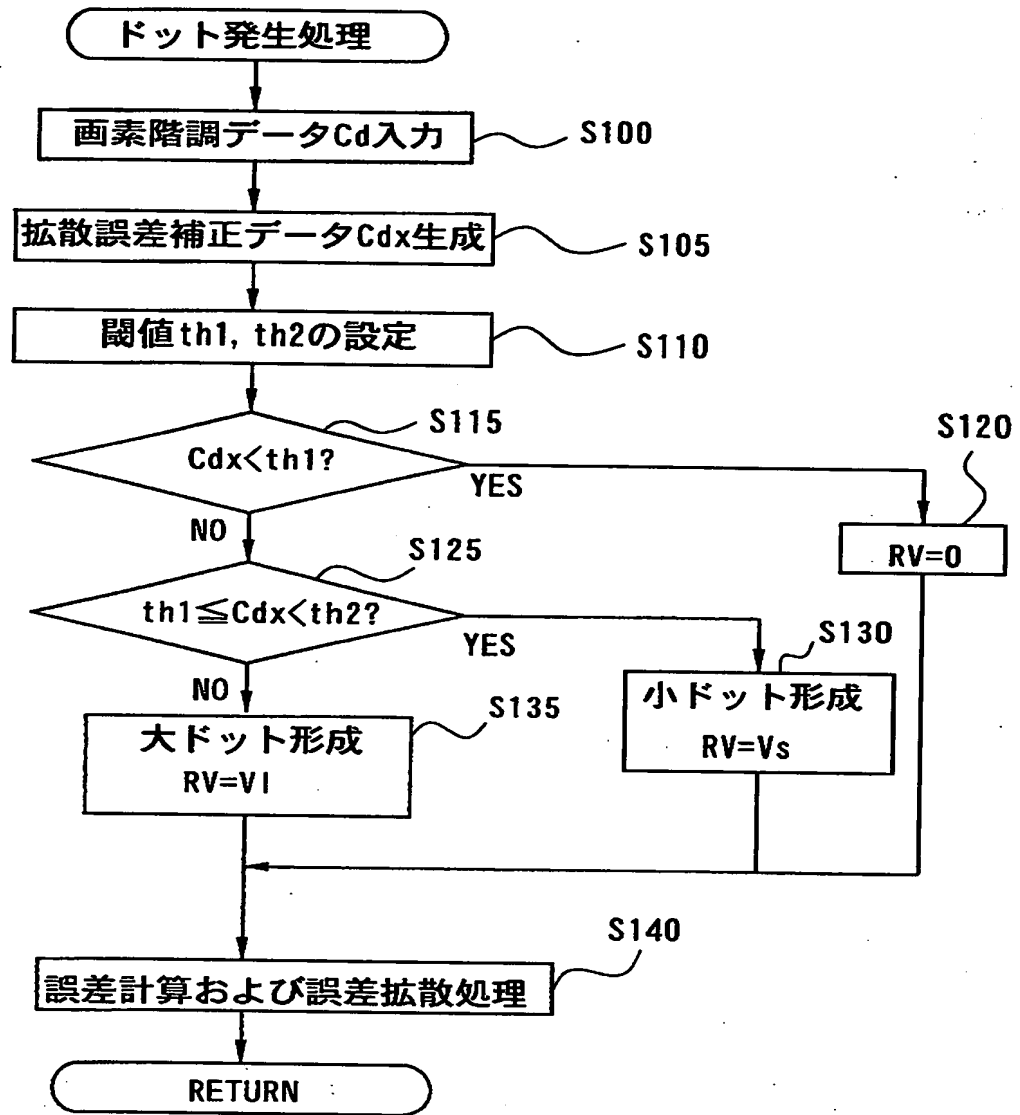 ドット発生処理
画素階調データCd入力
S100
拡散誤差補正データCdx生成
S105
閾値th1, th2の設定
S110
S115
Cdx<th1?
YES
NO
S120
RV=0
S125
th1≦Cdx<th2?
YES
NO
S130
小ドット形成
RV=Vs
S135
大ドット形成
RV=Vl
S140
誤差計算および誤差拡散処理
RETURN